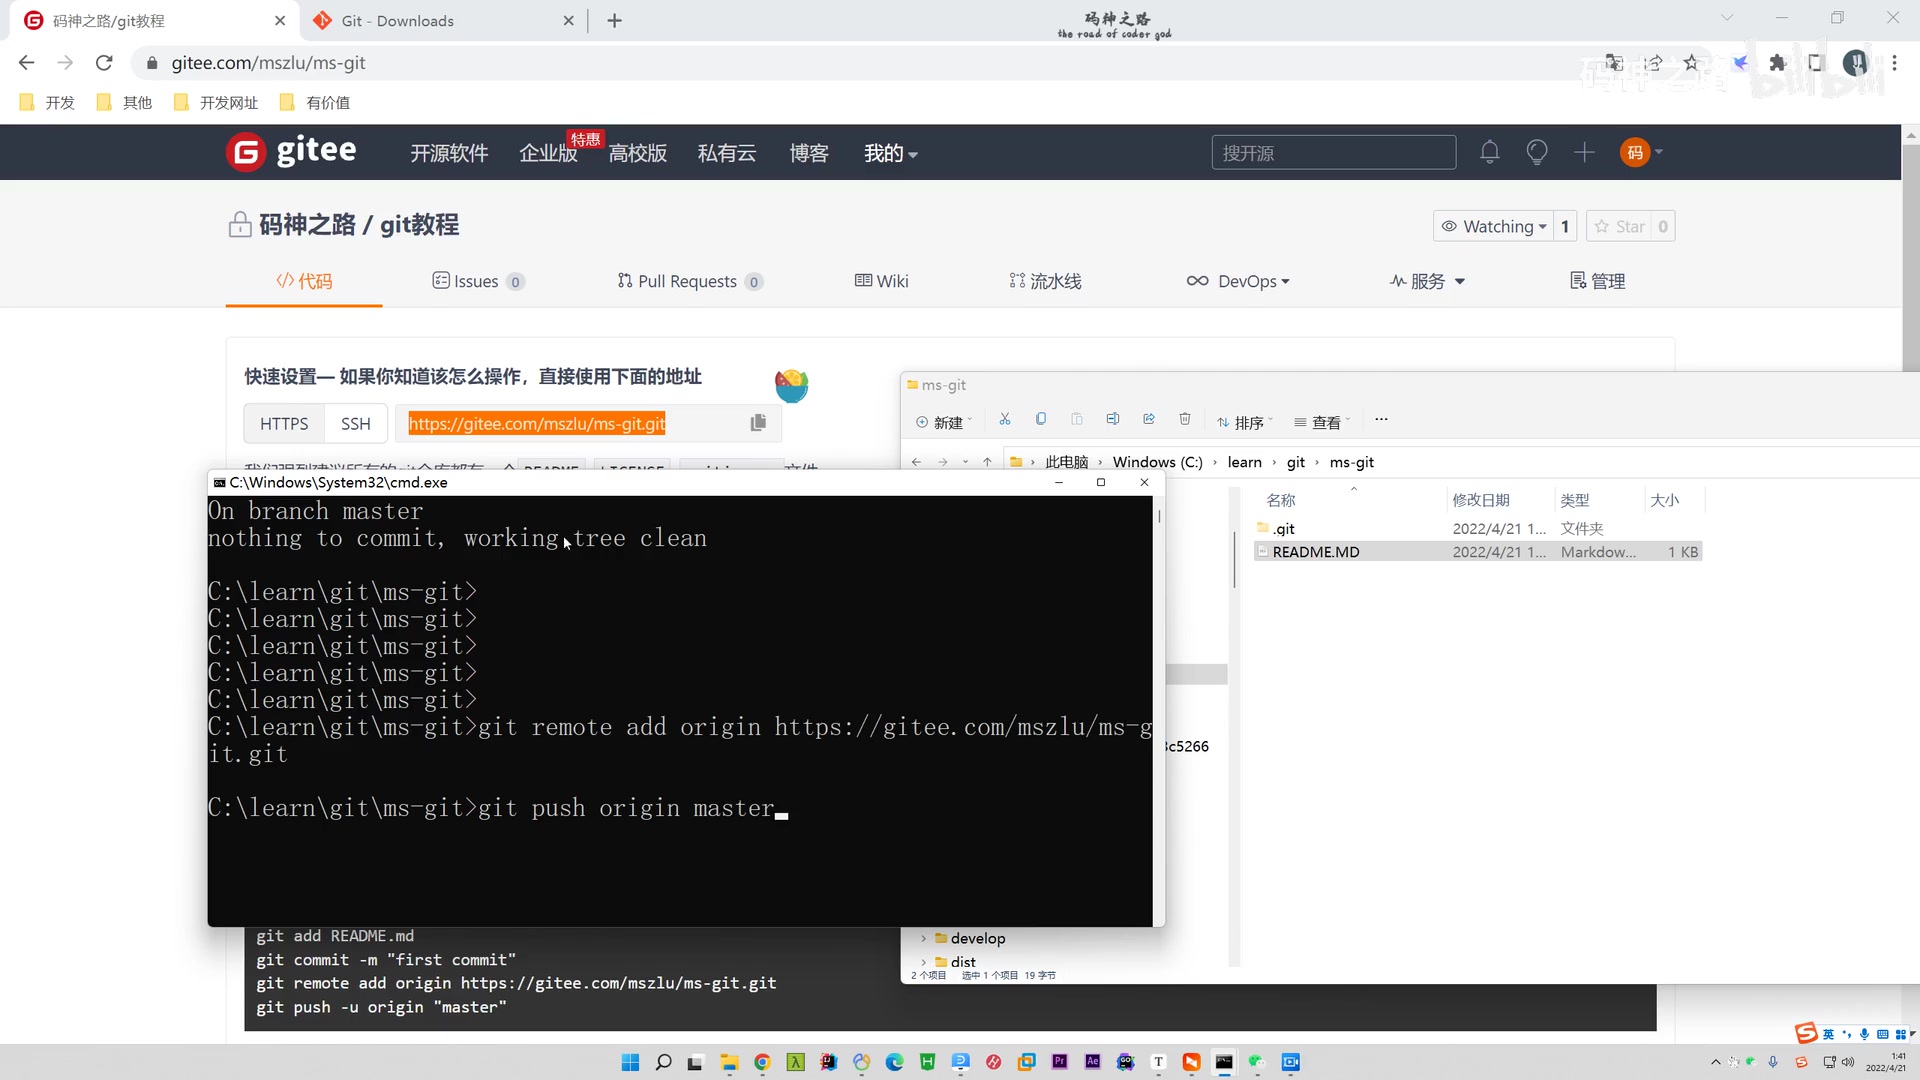 码神之路/git教程
Git - Downloads
码神之路
the road of coder god
gitee.com/mszlu/ms-git
码神之路
bilibili
开发
其他
开发网址
有价值
gitee
开源软件
企业版
特惠
高校版
私有云
博客
我的
搜开源
码
码神之路 / git教程
Watching
1
Star
0
代码
Issues
0
Pull Requests
0
Wiki
流水线
DevOps
服务
管理
快速设置— 如果你知道该怎么操作，直接使用下面的地址
HTTPS
SSH
https://gitee.com/mszlu/ms-git.git
ms-git
新建
排序
查看
此电脑
Windows (C:)
learn
git
ms-git
名称
修改日期
类型
大小
.git
2022/4/21 1...
文件夹
README.MD
2022/4/21 1...
Markdow...
1 KB
C:\Windows\System32\cmd.exe
On branch master
nothing to commit, working tree clean
C:\learn\git\ms-git>
C:\learn\git\ms-git>
C:\learn\git\ms-git>
C:\learn\git\ms-git>
C:\learn\git\ms-git>
C:\learn\git\ms-git>git remote add origin https://gitee.com/mszlu/ms-g
it.git
C:\learn\git\ms-git>git push origin master
c5266
develop
dist
2 个项目
选中 1 个项目 19 字节
git add README.md
git commit -m "first commit"
git remote add origin https://gitee.com/mszlu/ms-git.git
git push -u origin "master"
英
1:41
2022/4/21